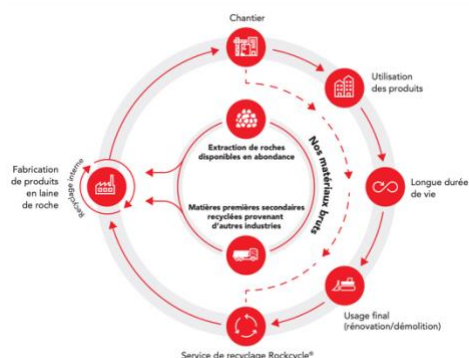 Chantier
Utilisation
des produits
Extraction de roches
disponibles en abondance
Nos matériaux bruts
Fabrication
de produits
en laine
de roche
Recyclage interne
Longue durée
de vie
Matières premières secondaires
recyclées provenant
d'autres industries
Usage final
(rénovation/démolition)
Service de recyclage Rockcycle®